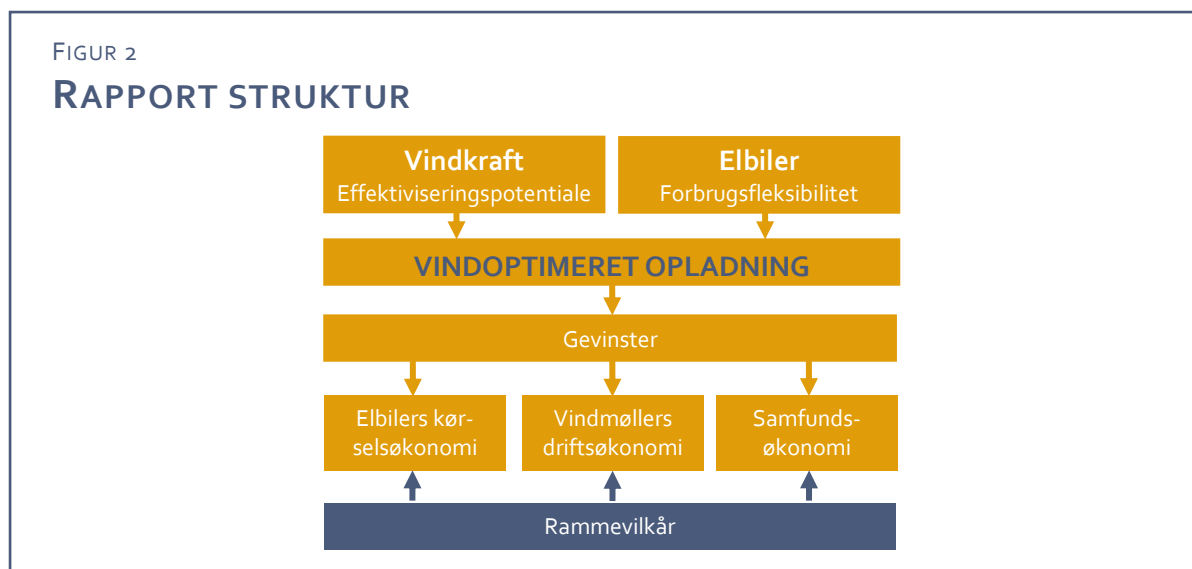 FIGUR 2
RAPPORT STRUKTUR
Vindkraft
Effektiviseringspotentiale
Elbiler
Forbrugsfleksibilitet
VINDOPTIMERET OPLADNING
Gevinster
Elbilers kør-
selsøkonomi
Vindmøllers
driftsøkonomi
Samfunds-
økonomi
Rammevilkår